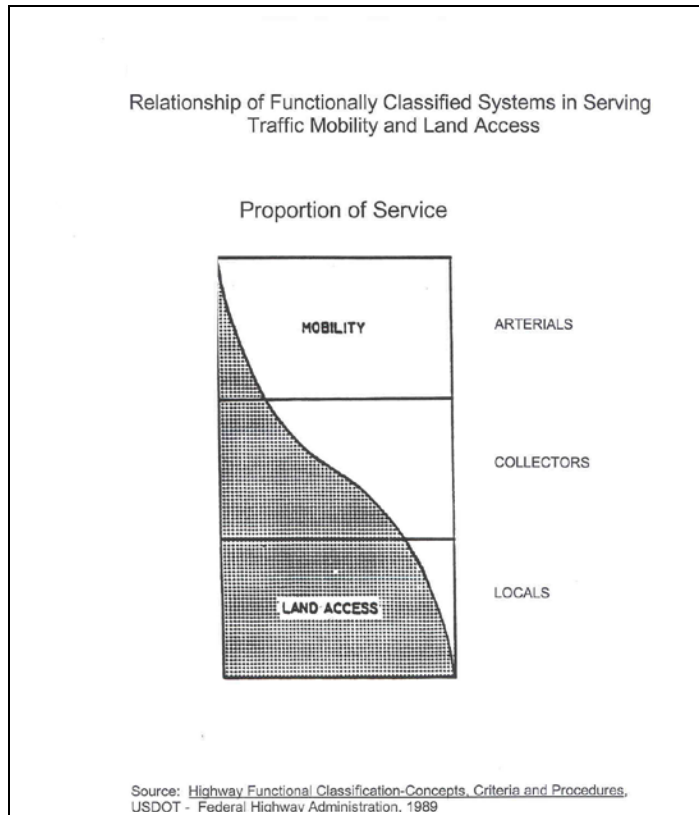 Relationship of Functionally Classified Systems in Serving
Traffic Mobility and Land Access
Proportion of Service
MOBILITY
ARTERIALS
COLLECTORS
LAND ACCESS
LOCALS
Source: Highway Functional Classification-Concepts, Criteria and Procedures,
USDOT - Federal Highway Administration, 1989